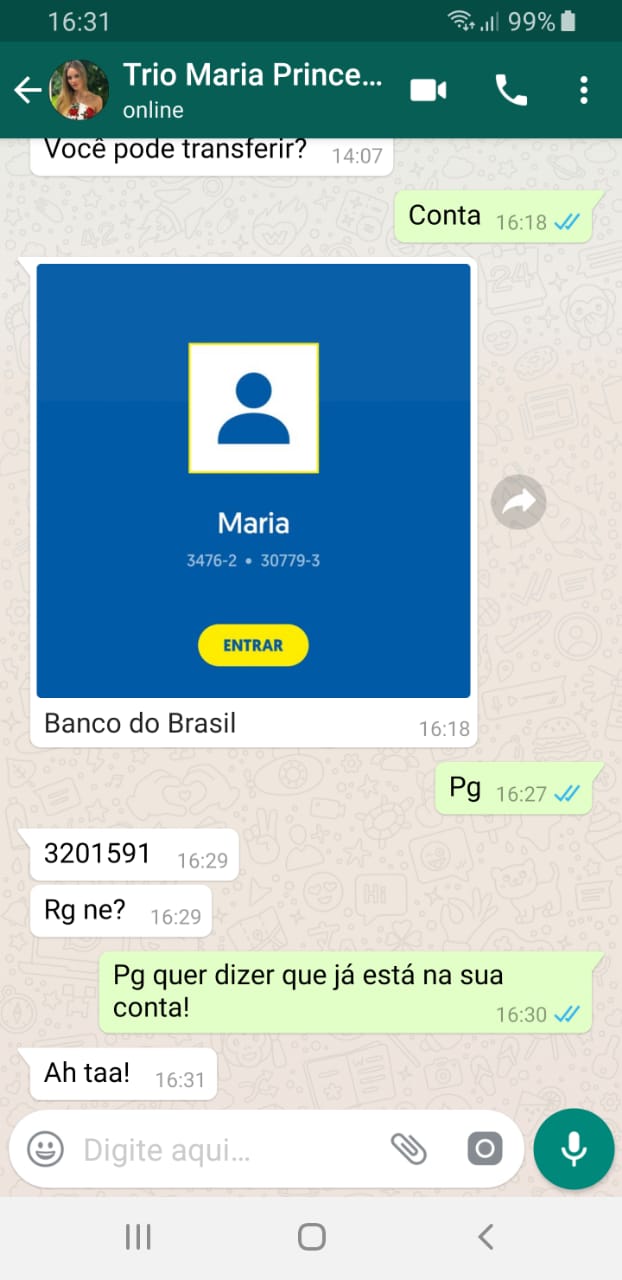 16:31
99%
Trio Maria Prince...
online
Você pode transferir?
14:07
Conta
16:18
Maria
3476-2 • 30779-3
ENTRAR
Banco do Brasil
16:18
Pg
16:27
3201591
16:29
Rg ne?
16:29
Pg quer dizer que já está na sua
conta!
16:30
Ah taa!
16:31
Digite aqui...